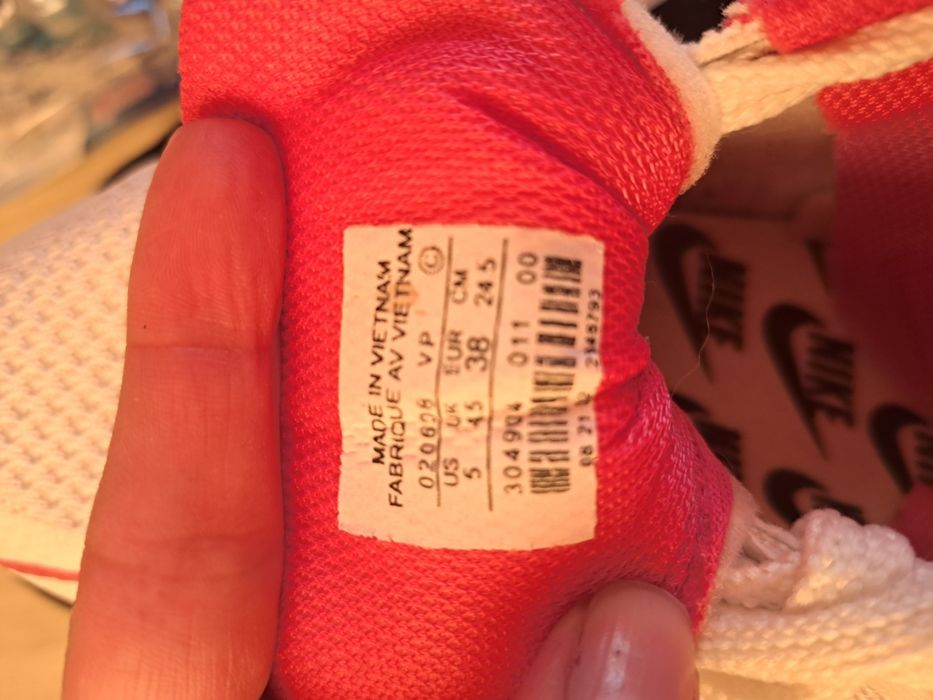 MADE IN VIETNAM
FABRIQUE AV VIETNAM
VP ©
US UK EUR CM
5 4.5 38 24.5
304904 011 00
NIKE
NIKE
NIKE